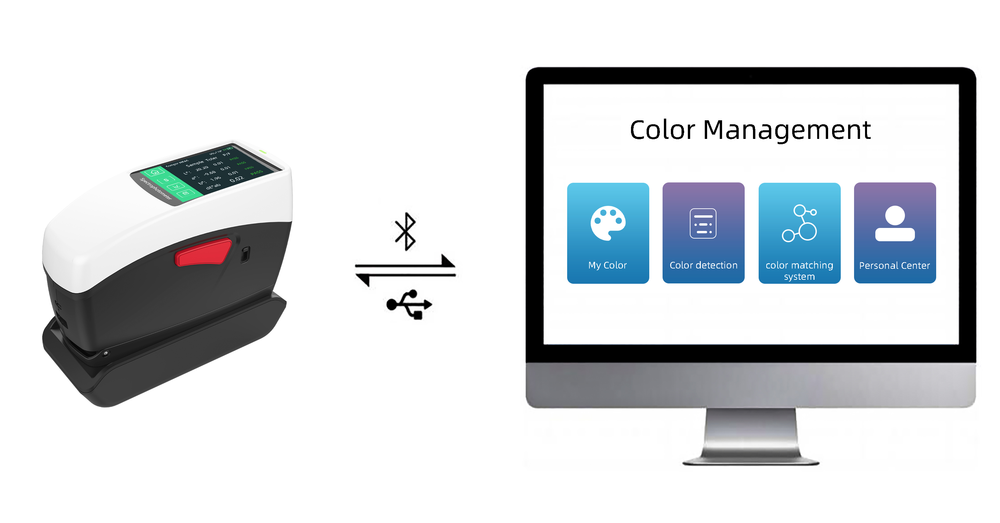 Sample MEAS
Sample Toler P/F
L*: 20.20 0.01 PASS
a*: -9.68 0.01 PASS
b*: 1.96 0.01 PASS
dE*ab 0.02 PASS
S
Spectrophotometer
Color Management
My Color
Color detection
color matching
system
Personal Center